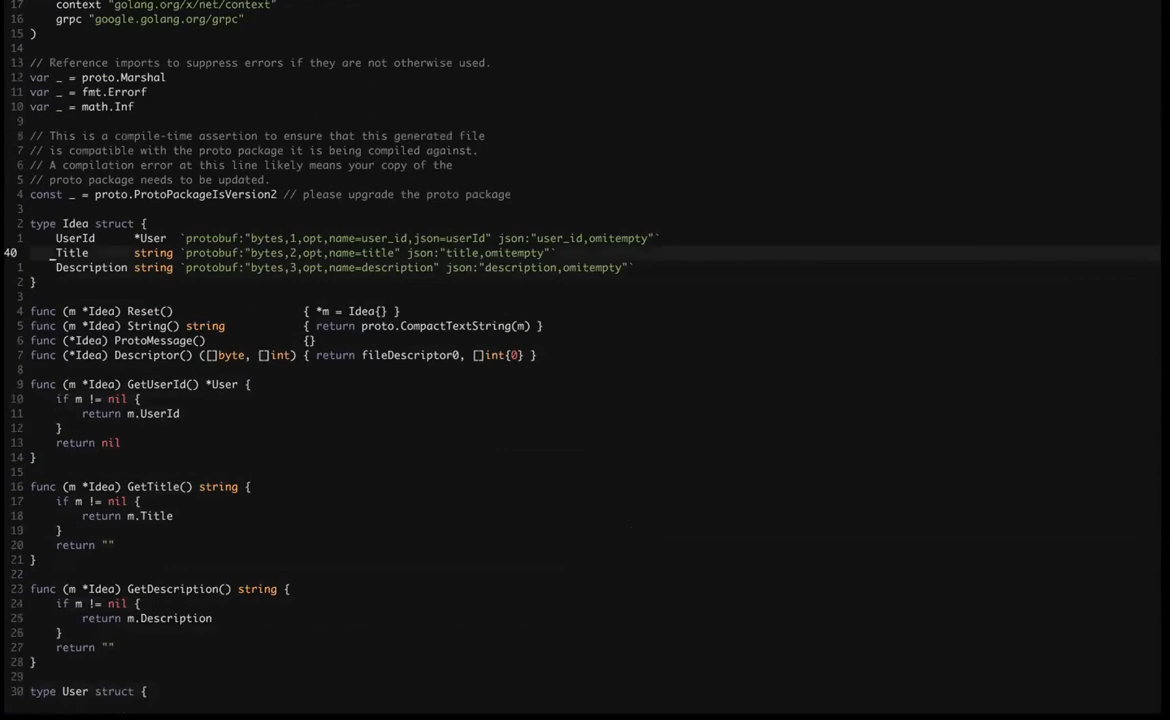 17     context "golang.org/x/net/context"
16     grpc "google.golang.org/grpc"
15 )
14
13 // Reference imports to suppress errors if they are not otherwise used.
12 var _ = proto.Marshal
11 var _ = fmt.Errorf
10 var _ = math.Inf
9
8 // This is a compile-time assertion to ensure that this generated file
7 // is compatible with the proto package it is being compiled against.
6 // A compilation error at this line likely means your copy of the
5 // proto package needs to be updated.
4 const _ = proto.ProtoPackageIsVersion2 // please upgrade the proto package
3
2 type Idea struct {
1     UserId      *User  `protobuf:"bytes,1,opt,name=user_id,json=userId" json:"user_id,omitempty"`
40     Title       string `protobuf:"bytes,2,opt,name=title" json:"title,omitempty"`
1     Description string `protobuf:"bytes,3,opt,name=description" json:"description,omitempty"`
2 }
3
4 func (m *Idea) Reset()                    { *m = Idea{} }
5 func (m *Idea) String() string            { return proto.CompactTextString(m) }
6 func (*Idea) ProtoMessage()               {}
7 func (*Idea) Descriptor() ([]byte, []int) { return fileDescriptor0, []int{0} }
8
9 func (m *Idea) GetUserId() *User {
10     if m != nil {
11         return m.UserId
12     }
13     return nil
14 }
15
16 func (m *Idea) GetTitle() string {
17     if m != nil {
18         return m.Title
19     }
20     return ""
21 }
22
23 func (m *Idea) GetDescription() string {
24     if m != nil {
25         return m.Description
26     }
27     return ""
28 }
29
30 type User struct {